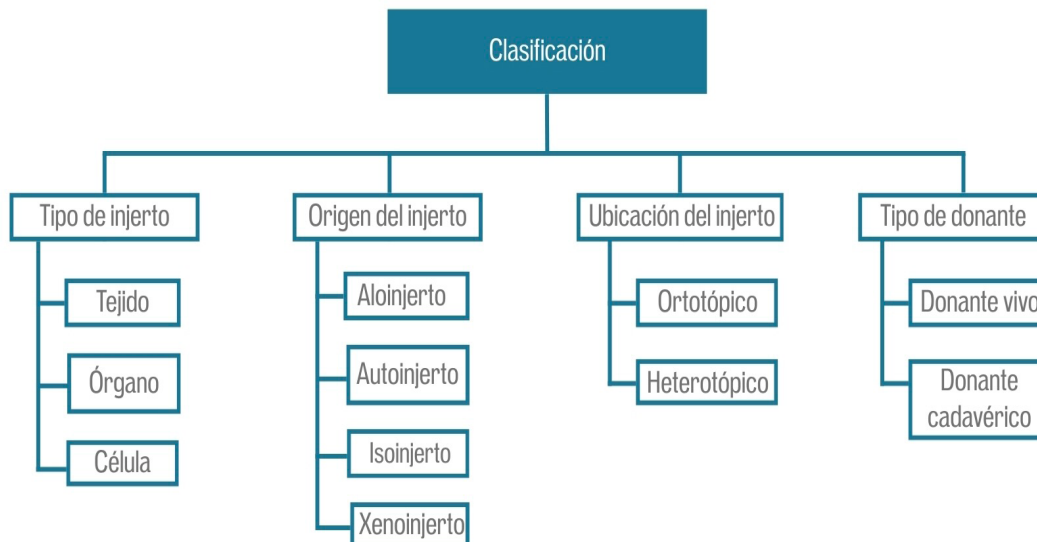 Clasificación
Tipo de injerto
Tejido
Órgano
Célula
Origen del injerto
Aloinjerto
Autoinjerto
Isoinjerto
Xenoinjerto
Ubicación del injerto
Ortotópico
Heterotópico
Tipo de donante
Donante vivo
Donante
cadavérico